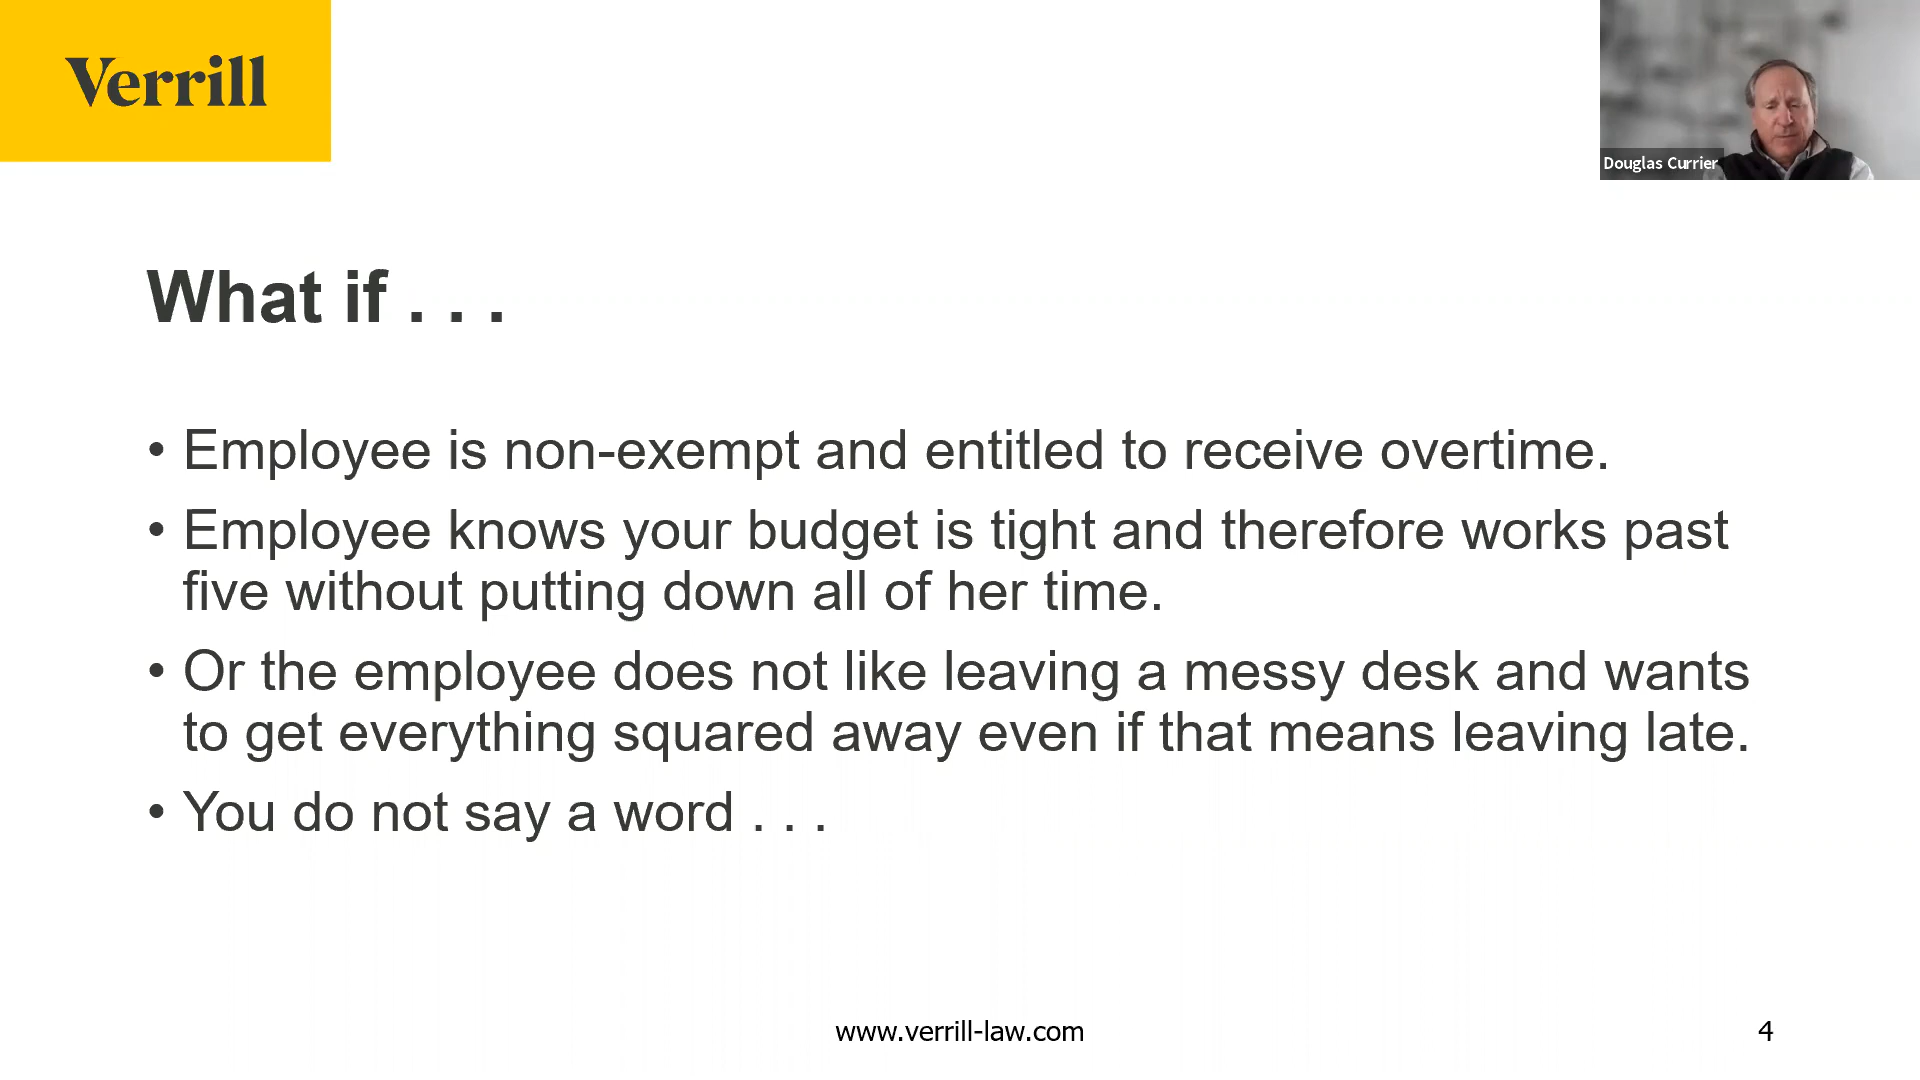 Verrill
Douglas Currier
What if . . .
• Employee is non-exempt and entitled to receive overtime.
• Employee knows your budget is tight and therefore works past
five without putting down all of her time.
• Or the employee does not like leaving a messy desk and wants
to get everything squared away even if that means leaving late.
• You do not say a word . . .
www.verrill-law.com
4